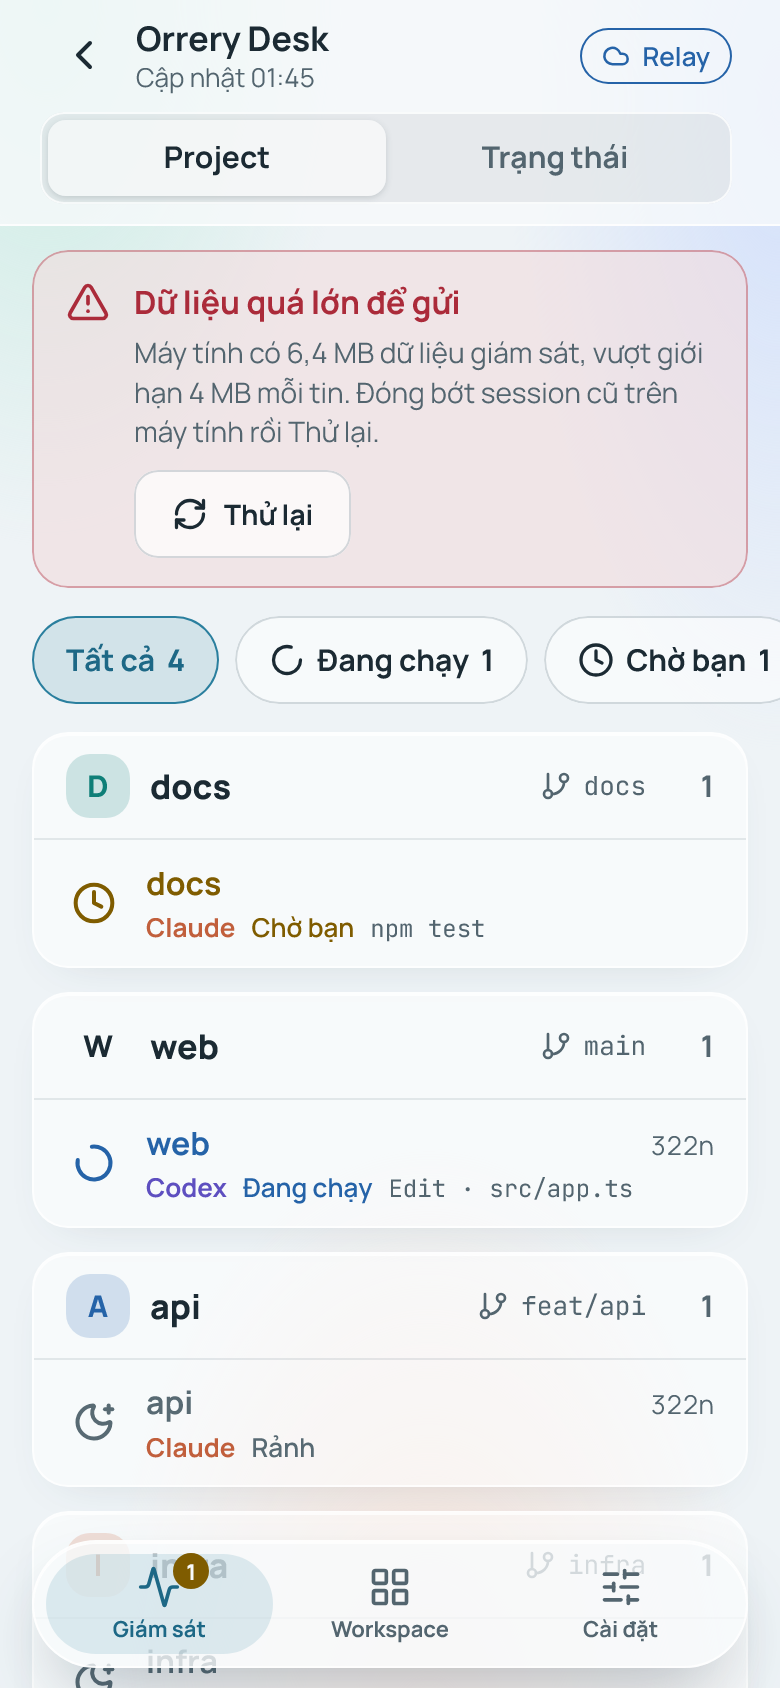 Orrery Desk
Cập nhật 01:45
Relay
Project
Trạng thái
Dữ liệu quá lớn để gửi
Máy tính có 6,4 MB dữ liệu giám sát, vượt giới
hạn 4 MB mỗi tin. Đóng bớt session cũ trên
máy tính rồi Thử lại.
Thử lại
Tất cả 4
Đang chạy 1
Chờ bạn 1
D docs docs 1
docs
Claude Chờ bạn npm test
W web main 1
web 322n
Codex Đang chạy Edit · src/app.ts
A api feat/api 1
api 322n
Claude Rảnh
I infra infra 1
1
Giám sát
Workspace
Cài đặt
infra